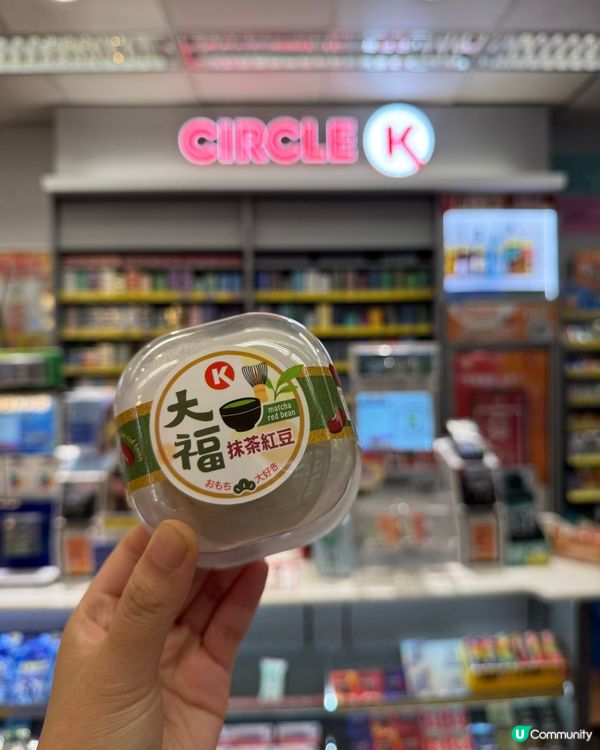 CIRCLE K
K
大福
matcha
red bean
抹茶紅豆
おもち 大好き
U Community